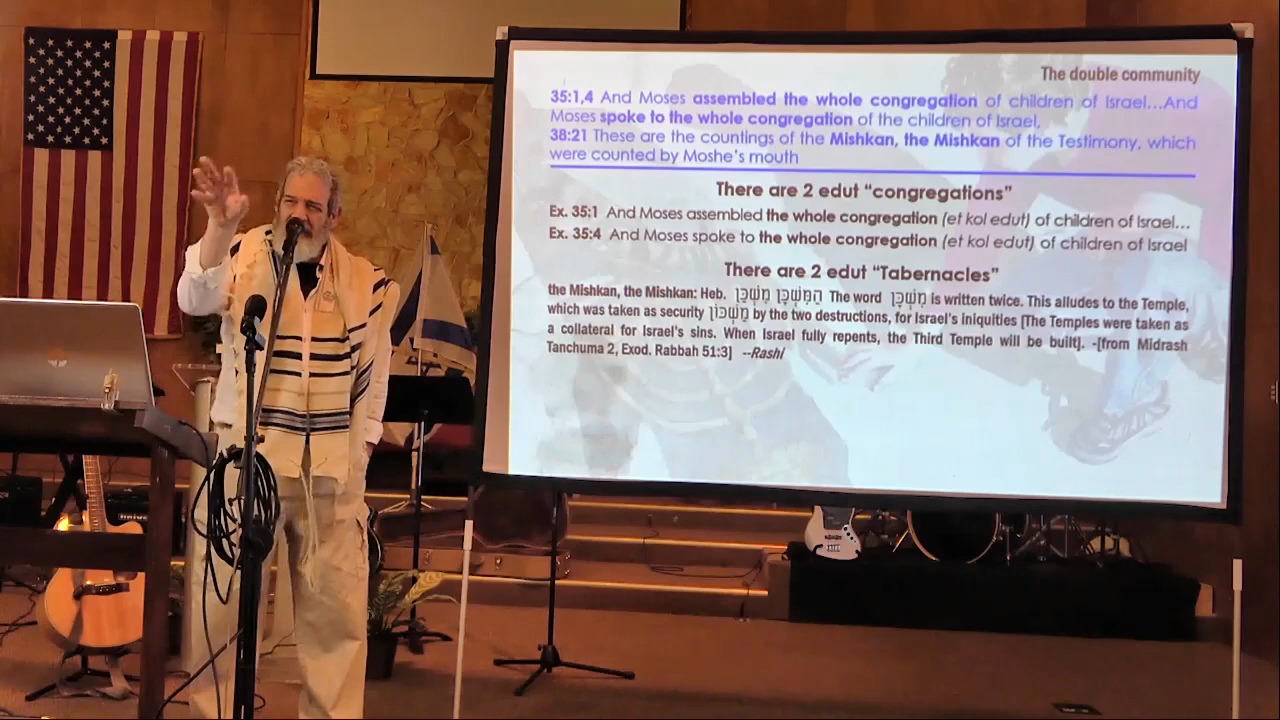 The double community
35:1,4 And Moses assembled the whole congregation of children of Israel...And
Moses spoke to the whole congregation of the children of Israel,
38:21 These are the countings of the Mishkan, the Mishkan of the Testimony, which
were counted by Moshe's mouth
There are 2 edut “congregations”
Ex. 35:1 And Moses assembled the whole congregation (et kol edut) of children of Israel...
Ex. 35:4 And Moses spoke to the whole congregation (et kol edut) of children of Israel
There are 2 edut “Tabernacles”
the Mishkan, the Mishkan: Heb. הַמִּשְׁכָּן מִשְׁכַּן The word מִשְׁכָּן is written twice. This alludes to the Temple,
which was taken as security מַשְׁכּוֹן by the two destructions, for Israel's iniquities [The Temples were taken as
a collateral for Israel's sins. When Israel fully repents, the Third Temple will be built]. -[from Midrash
Tanchuma 2, Exod. Rabbah 51:3] --Rashi